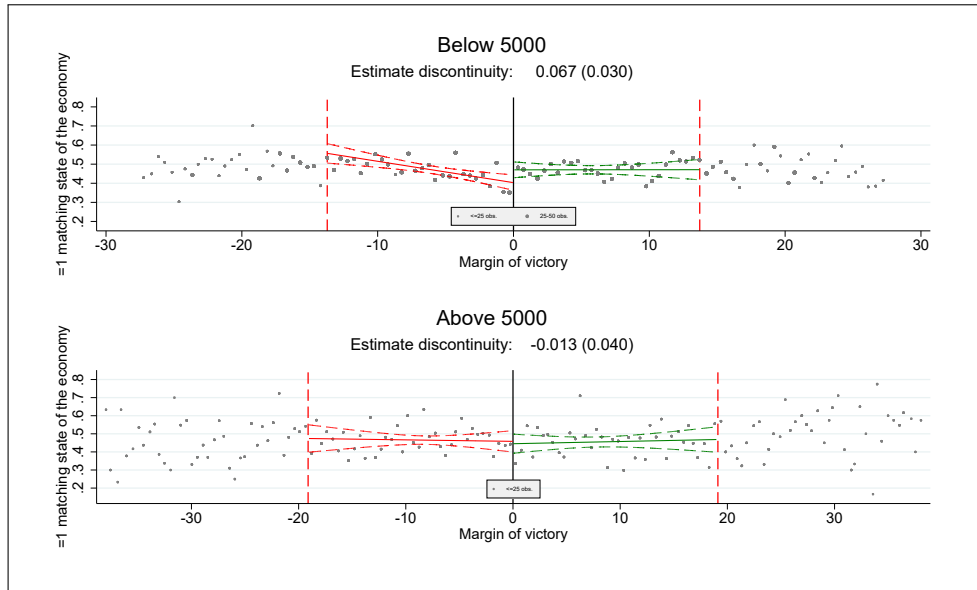 Below 5000
Estimate discontinuity: 0.067 (0.030)
=1 matching state of the economy
.2 .3 .4 .5 .6 .7 .8
<=25 obs. 25-50 obs.
-30 -20 -10 0 10 20 30
Margin of victory
Above 5000
Estimate discontinuity: -0.013 (0.040)
=1 matching state of the economy
.2 .3 .4 .5 .6 .7 .8
<=25 obs.
-30 -20 -10 0 10 20 30
Margin of victory